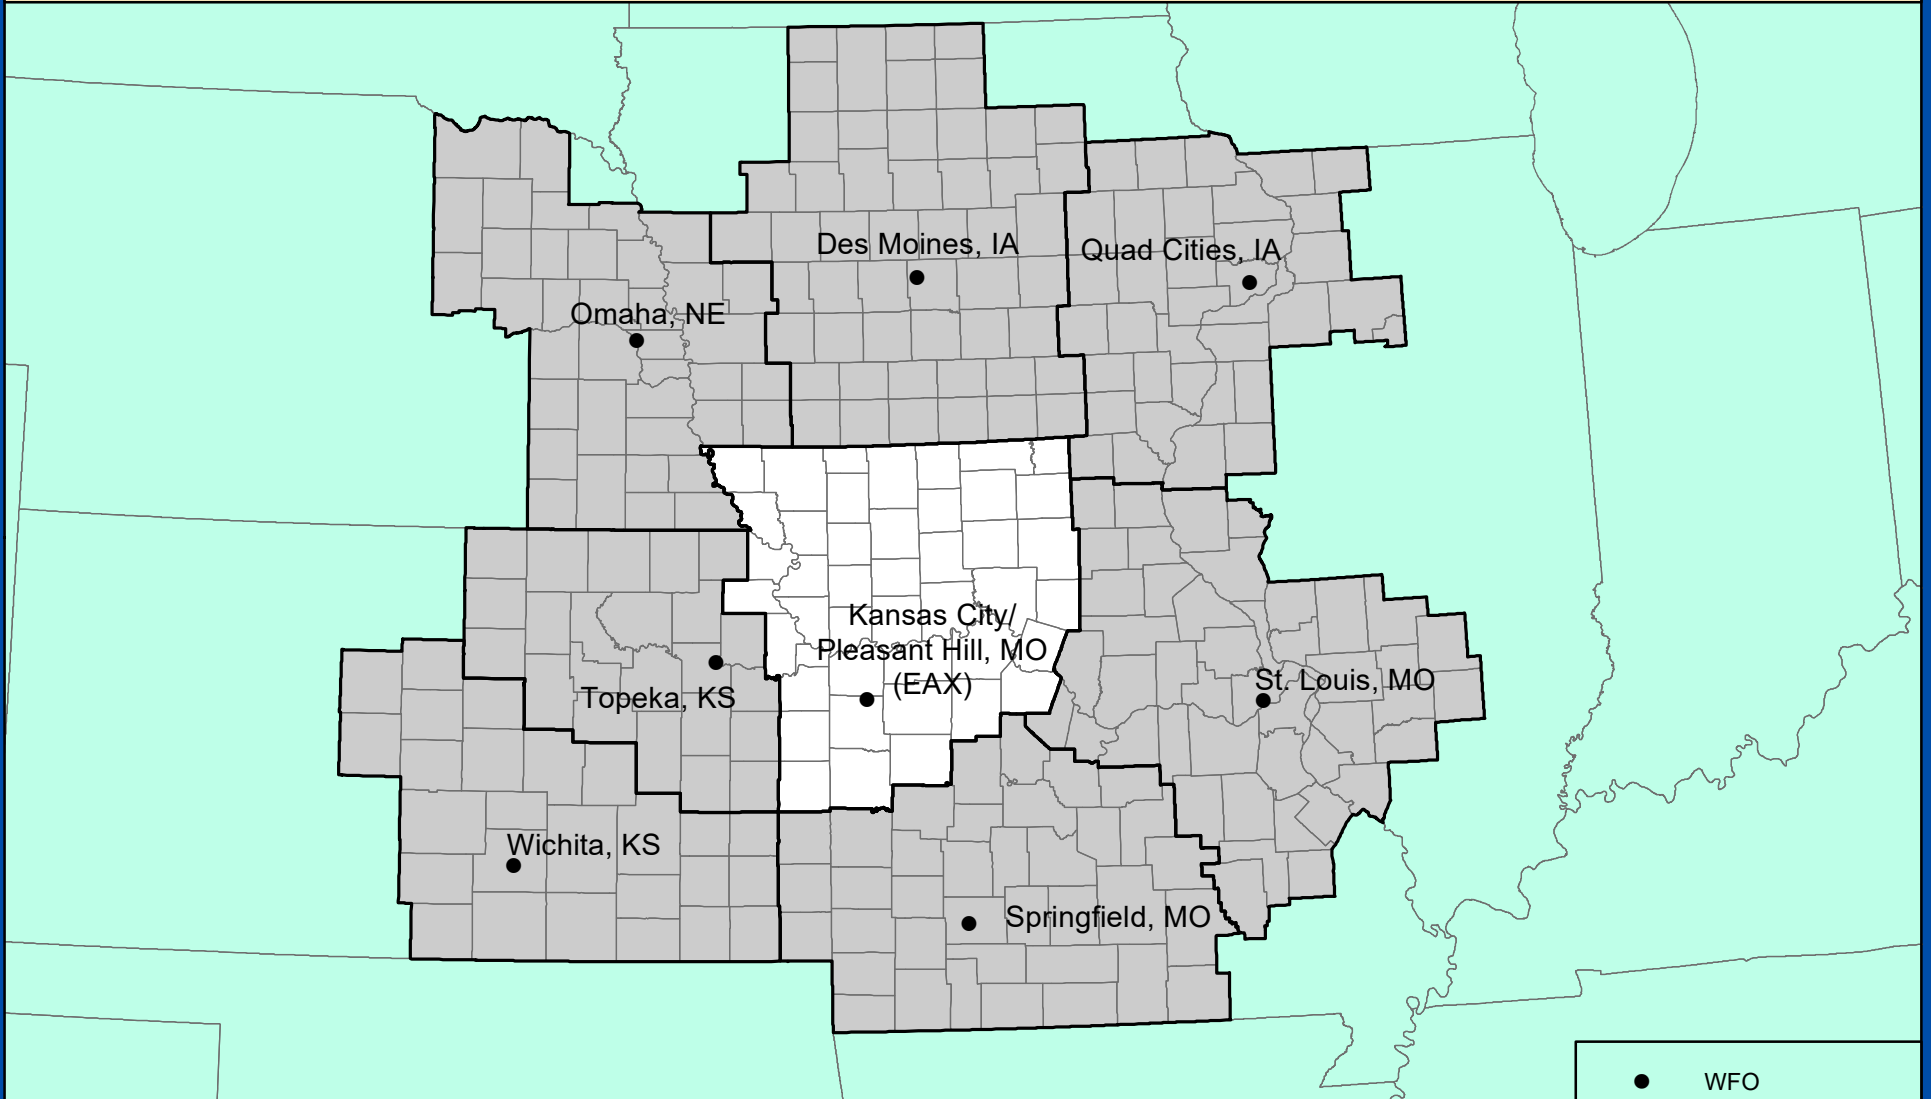 Des Moines, IA
Quad Cities, IA
Omaha, NE
Kansas City/
Pleasant Hill, MO
(EAX)
Topeka, KS
St. Louis, MO
Wichita, KS
Springfield, MO
WFO